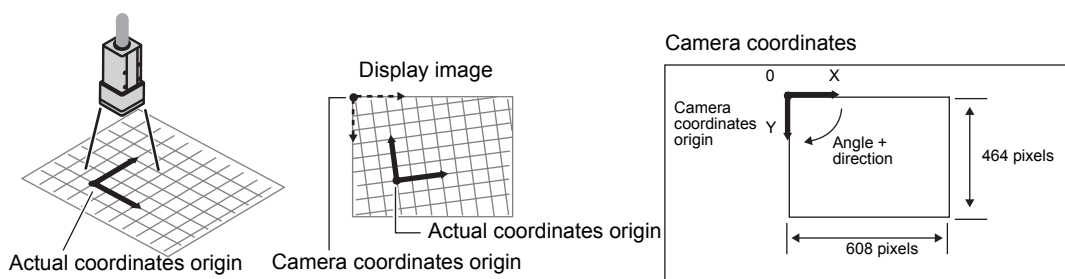 Camera coordinates
Display image
0 X
Camera
coordinates
origin
Y
Angle +
direction
464 pixels
608 pixels
Actual coordinates origin
Actual coordinates origin
Camera coordinates origin